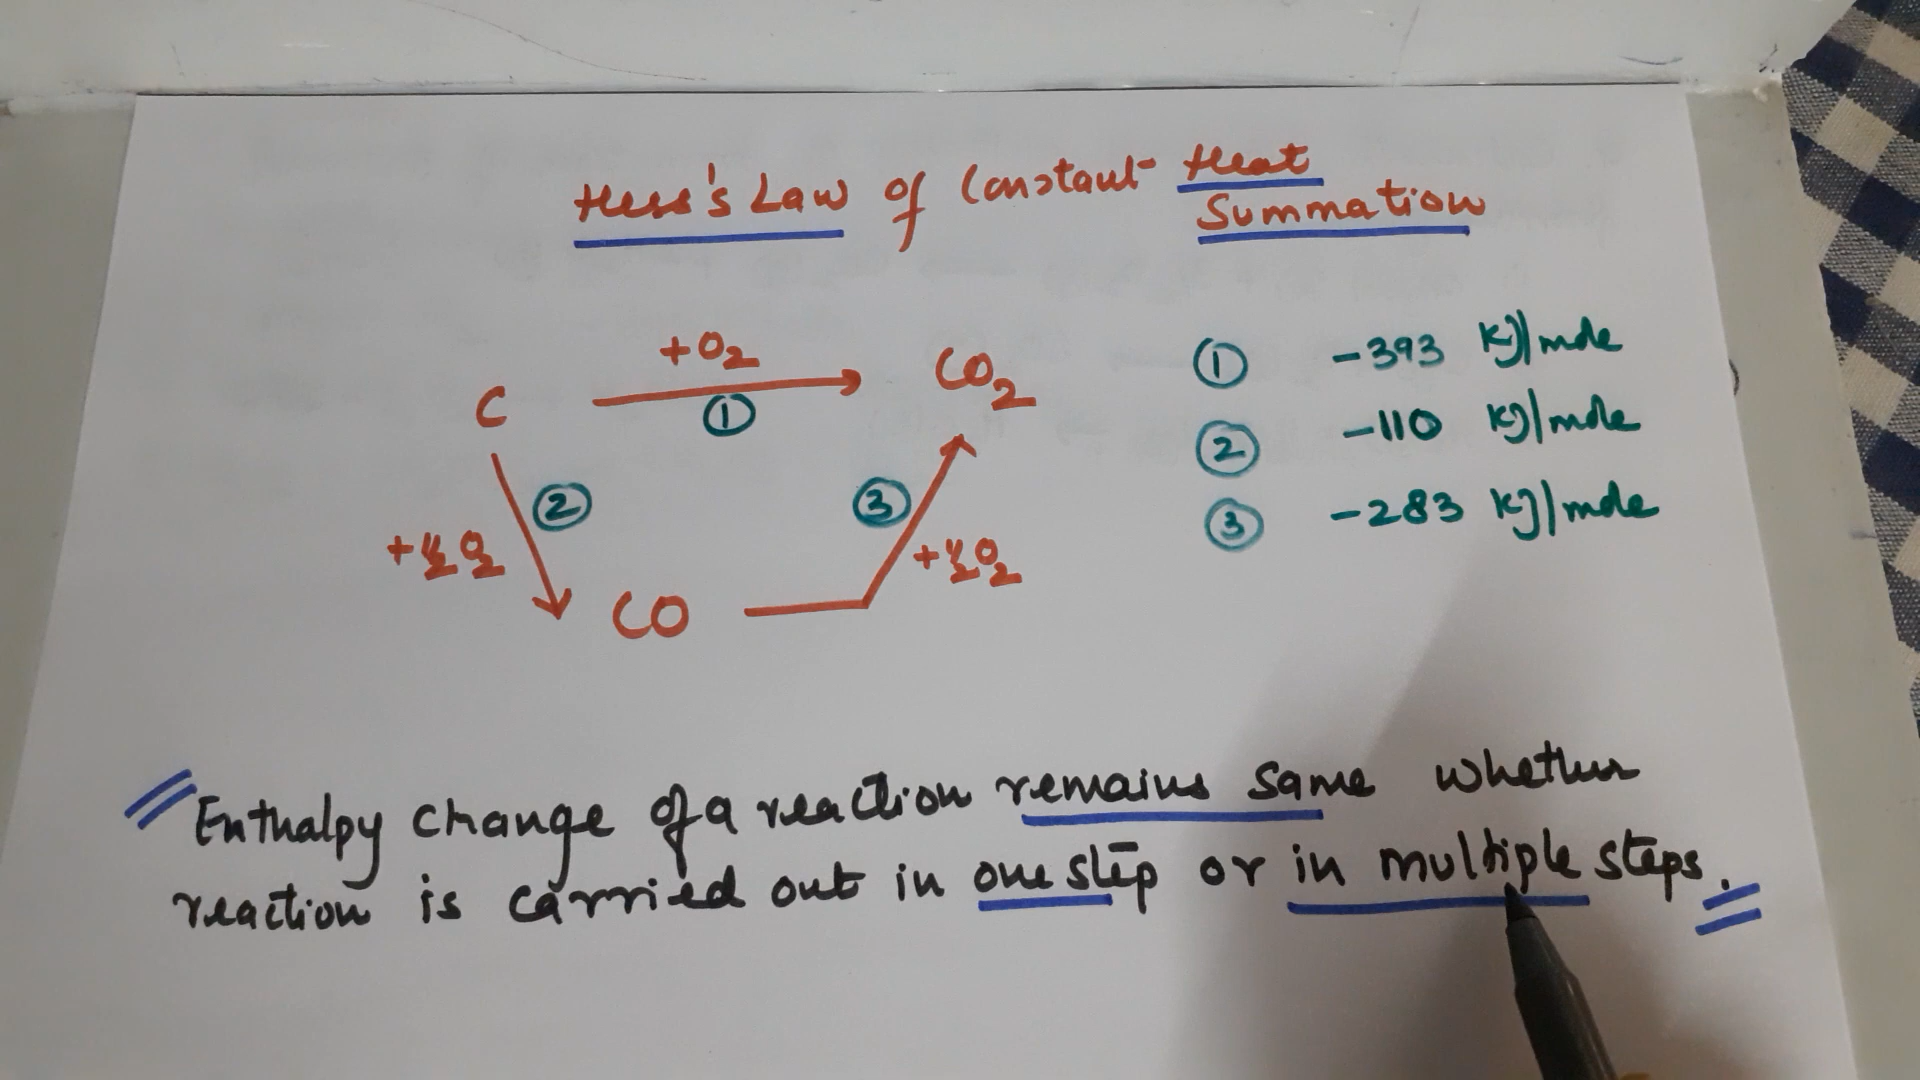 Hess's Law of Constant Heat
Summation
+O2
C CO2
①
② ③
+½O2 +½O2
CO
① -393 KJ/mole
② -110 KJ/mole
③ -283 KJ/mole
Enthalpy change of a reaction remains same whether
reaction is carried out in one step or in multiple steps.